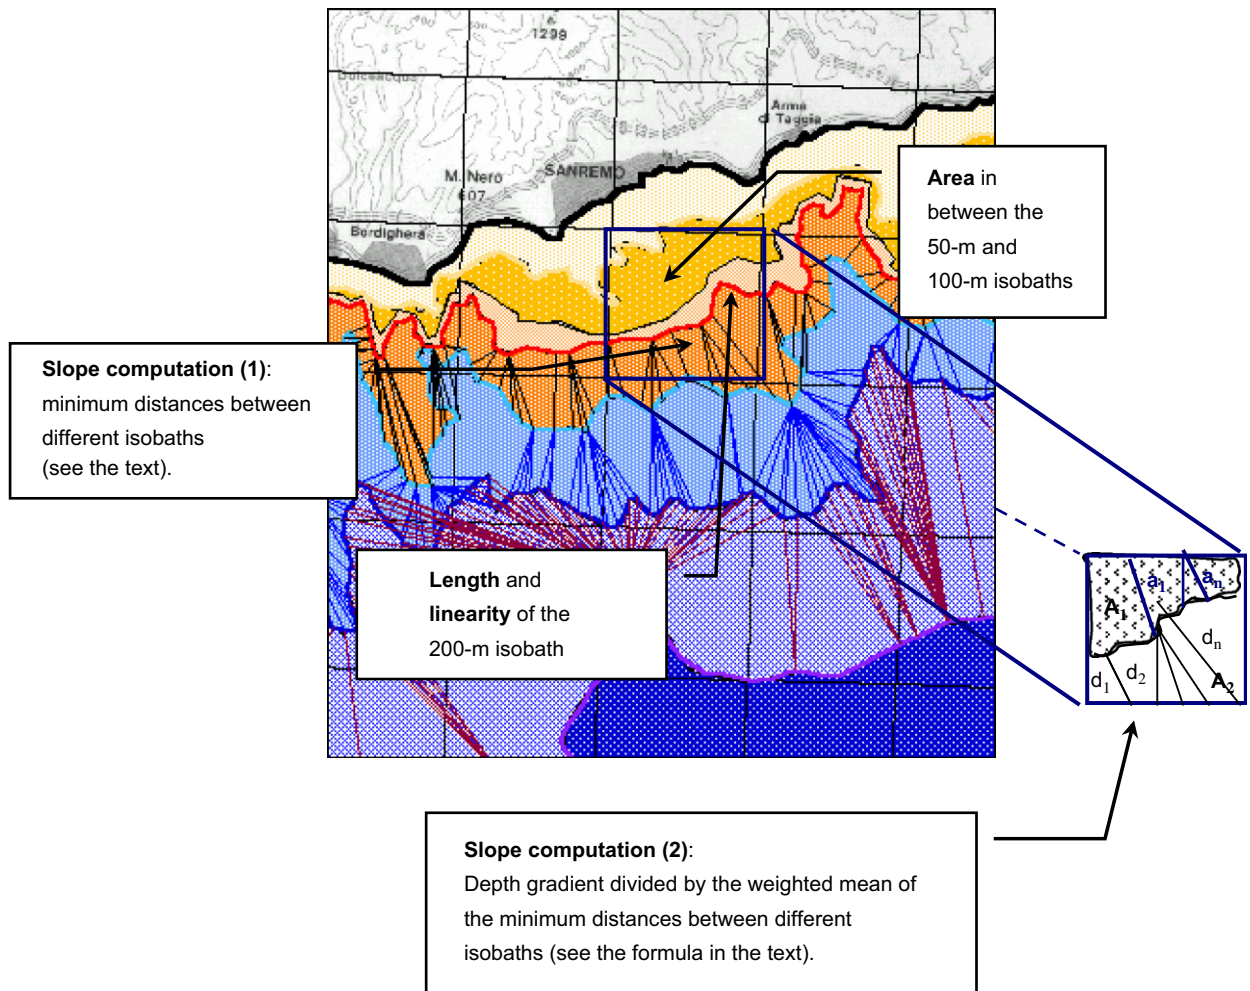 1298
Dolceacqua
Arma
di Taggia
SANREMO
M. Nero
607
Bordighera
Area in
between the
50-m and
100-m isobaths
Slope computation (1):
minimum distances between
different isobaths
(see the text).
Length and
linearity of the
200-m isobath
a1
an
A1
dn
d1
d2
A2
Slope computation (2):
Depth gradient divided by the weighted mean of
the minimum distances between different
isobaths (see the formula in the text).